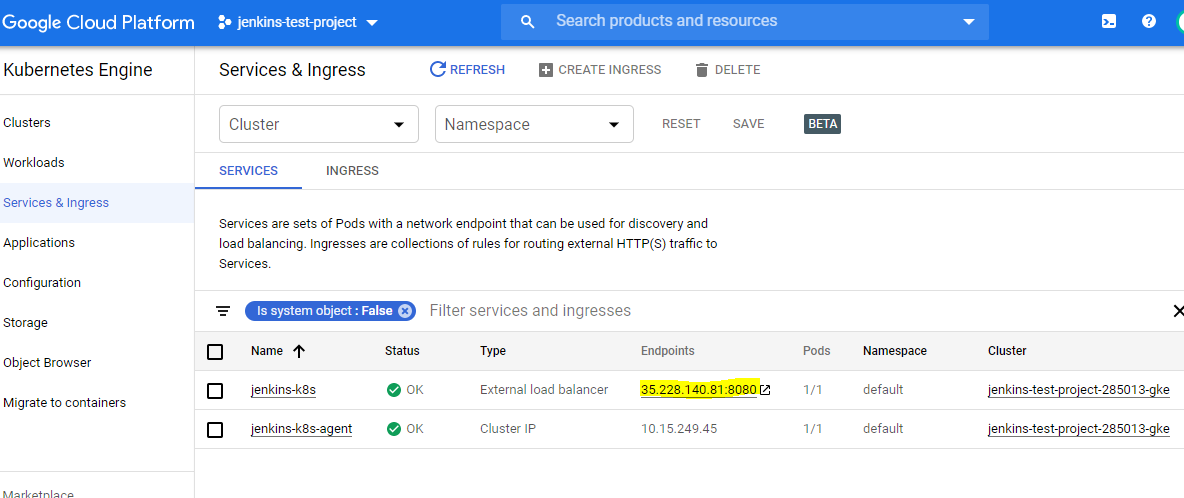 Google Cloud Platform jenkins-test-project Search products and resources
Kubernetes Engine Services & Ingress REFRESH CREATE INGRESS DELETE
Clusters
Workloads
Services & Ingress
Applications
Configuration
Storage
Object Browser
Migrate to containers
Marketplace
Cluster Namespace RESET SAVE BETA
SERVICES INGRESS
Services are sets of Pods with a network endpoint that can be used for discovery and
load balancing. Ingresses are collections of rules for routing external HTTP(S) traffic to
Services.
Is system object : False Filter services and ingresses
Name Status Type Endpoints Pods Namespace Cluster
jenkins-k8s OK External load balancer 35.228.140.81:8080 1/1 default jenkins-test-project-285013-gke
jenkins-k8s-agent OK Cluster IP 10.15.249.45 1/1 default jenkins-test-project-285013-gke